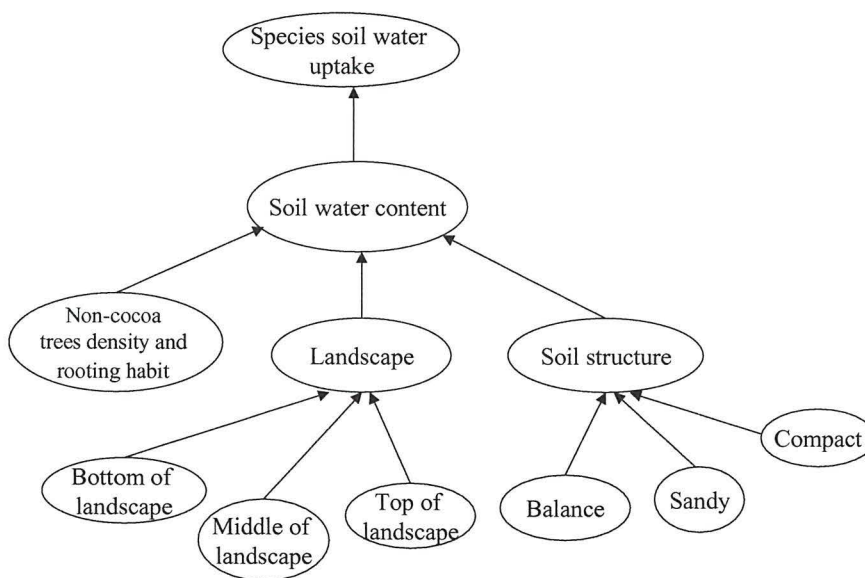 Species soil water
uptake
Soil water content
Non-cocoa
trees density and
rooting habit
Landscape
Soil structure
Compact
Bottom of
landscape
Middle of
landscape
Top of
landscape
Balance
Sandy